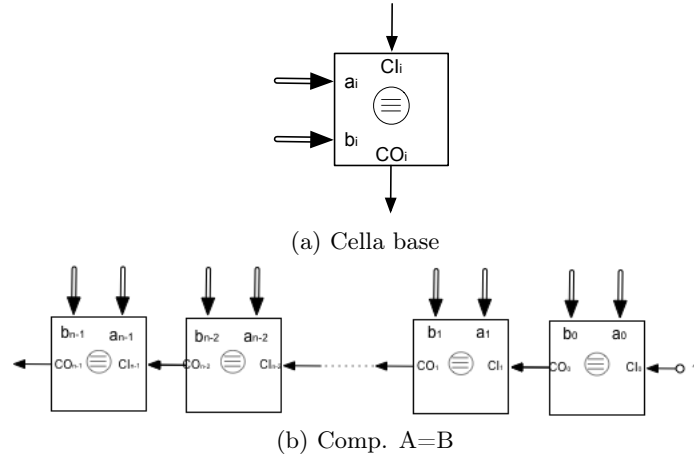 CIi
ai
bi
COi
(a) Cella base
bn-1 an-1 bn-2 an-2 b1 a1 b0 a0
COn-1 CIn-1 COn-2 CIn-2 CO1 CI1 CO0 CI0
(b) Comp. A=B